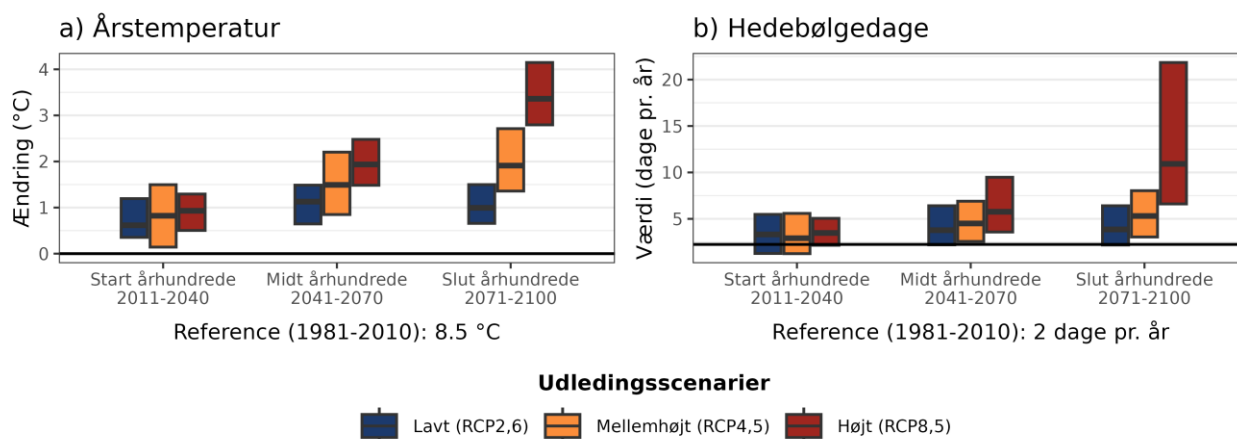 a) Årstemperatur
Ændring (°C)
4
3
2
1
0
Start århundrede
2011-2040
Midt århundrede
2041-2070
Slut århundrede
2071-2100
Reference (1981-2010): 8.5 °C
b) Hedebølgedage
Værdi (dage pr. år)
20
15
10
5
Start århundrede
2011-2040
Midt århundrede
2041-2070
Slut århundrede
2071-2100
Reference (1981-2010): 2 dage pr. år
Udledingsscenarier
Lavt (RCP2,6)
Mellemhøjt (RCP4,5)
Højt (RCP8,5)